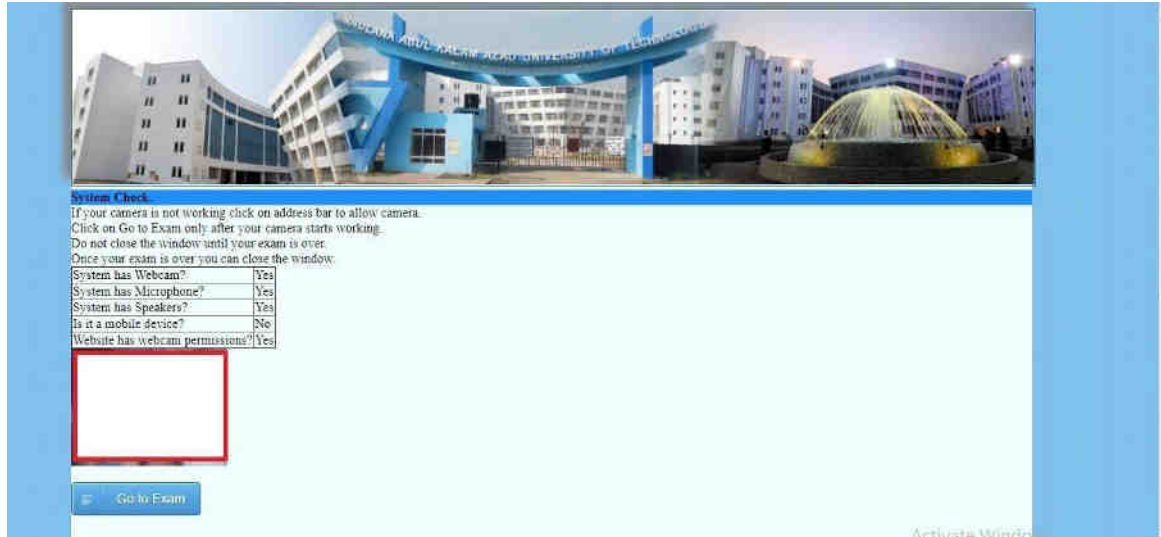 MAULANA ABUL KALAM AZAD UNIVERSITY OF TECHNOLOGY
System Check.
If your camera is not working click on address bar to allow camera.
Click on Go to Exam only after your camera starts working.
Do not close the window until your exam is over.
Once your exam is over you can close the window.
System has Webcam? Yes
System has Microphone? Yes
System has Speakers? Yes
Is it a mobile device? No
Website has webcam permissions? Yes
Go to Exam
Activate Windo